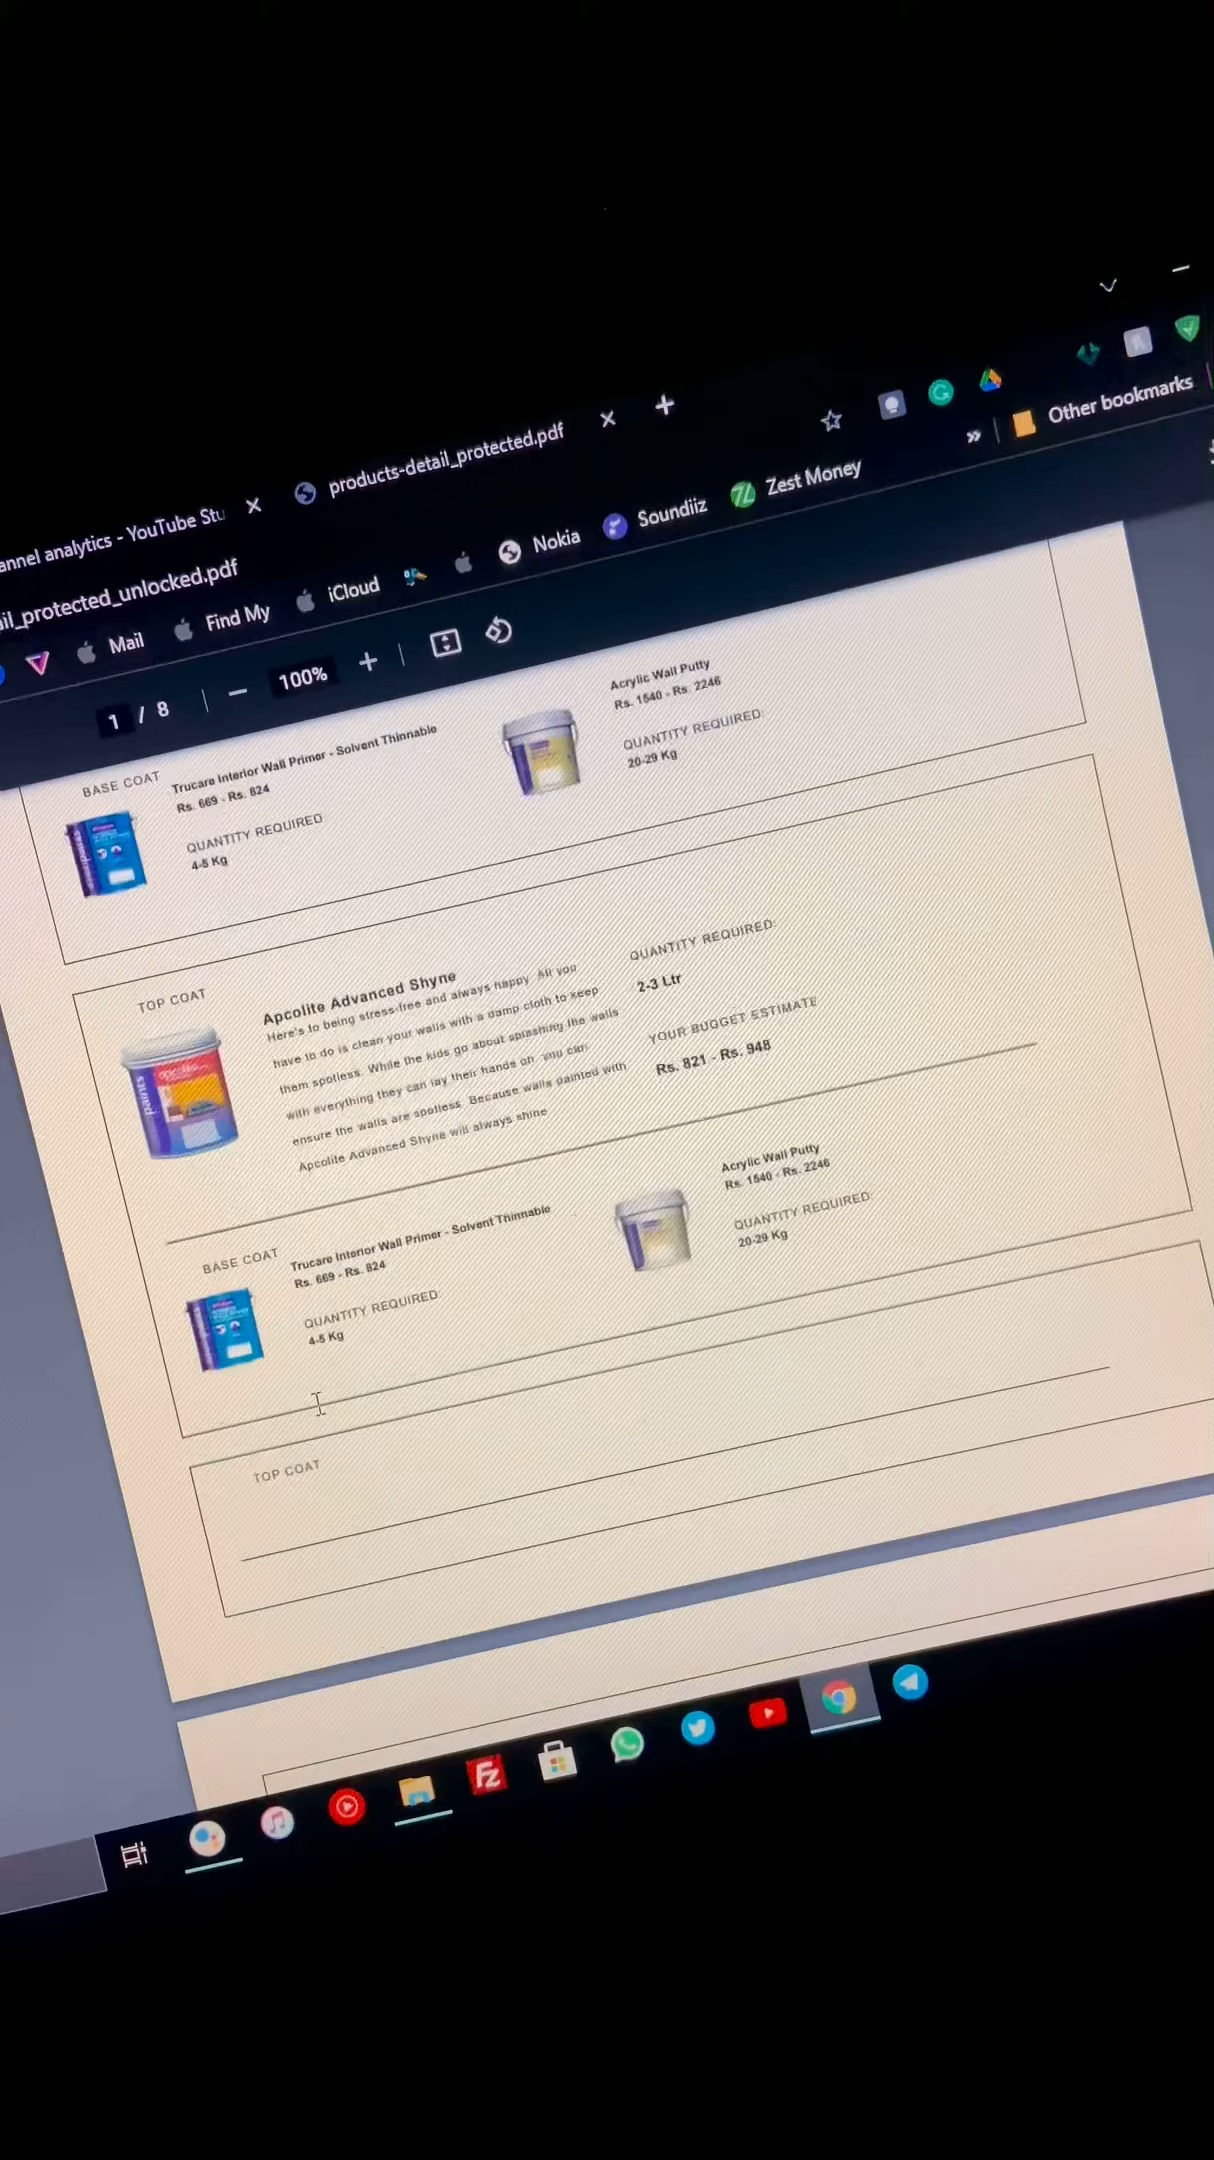 annel analytics - YouTube Stu
products-detail_protected.pdf
il_protected_unlocked.pdf
Mail
Find My
iCloud
Nokia
Soundiiz
Zest Money
Other bookmarks
1 / 8
100%
BASE COAT
Trucare Interior Wall Primer - Solvent Thinnable
Rs. 669 - Rs. 824
QUANTITY REQUIRED
4-5 Kg
Acrylic Wall Putty
Rs. 1540 - Rs. 2246
QUANTITY REQUIRED:
20-29 Kg
TOP COAT
Apcolite Advanced Shyne
Here's to being stress-free and always happy. All you
have to do is clean your walls with a damp cloth to keep
them spotless. While the kids go about splashing the walls
with everything they can lay their hands on, you can
ensure the walls are spotless. Because walls painted with
Apcolite Advanced Shyne will always shine
QUANTITY REQUIRED:
2-3 Ltr
YOUR BUDGET ESTIMATE
Rs. 821 - Rs. 948
BASE COAT
Trucare Interior Wall Primer - Solvent Thinnable
Rs. 669 - Rs. 824
QUANTITY REQUIRED:
4-5 Kg
Acrylic Wall Putty
Rs. 1540 - Rs. 2246
QUANTITY REQUIRED:
20-29 Kg
TOP COAT